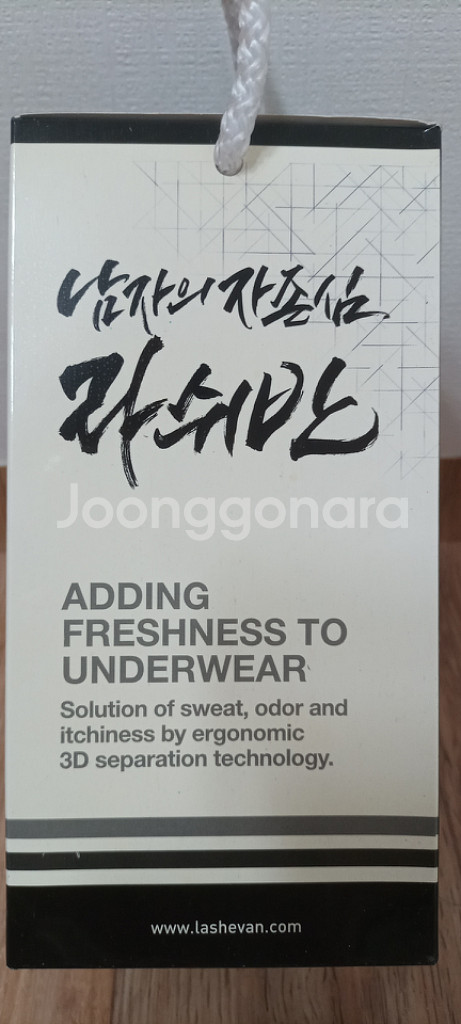 남자의 자존심
라쉬반
Joonggonara
ADDING
FRESHNESS TO
UNDERWEAR
Solution of sweat, odor and
itchiness by ergonomic
3D separation technology.
www.lashevan.com